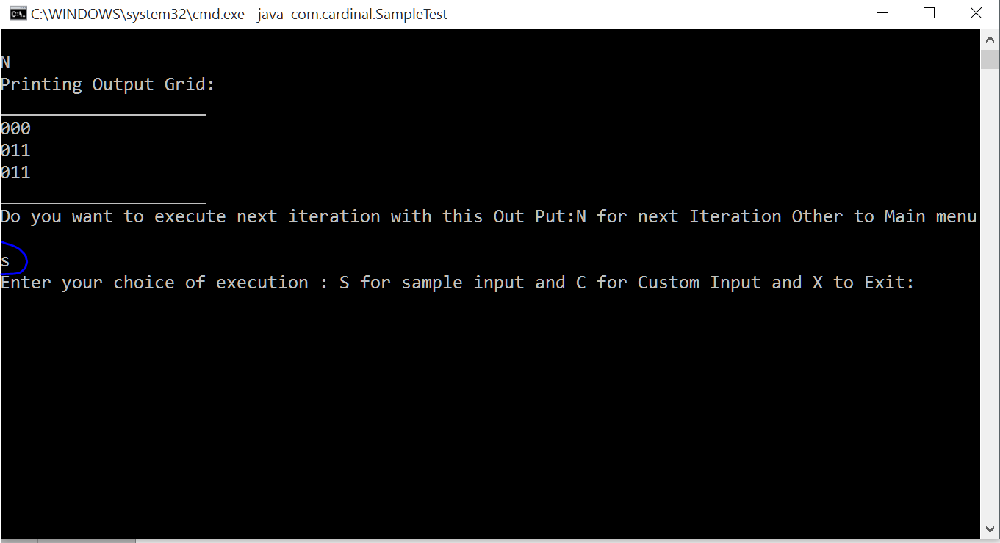 C:\WINDOWS\system32\cmd.exe - java  com.cardinal.SampleTest
N
Printing Output Grid:
____________________
000
011
011
____________________
Do you want to execute next iteration with this Out Put:N for next Iteration Other to Main menu
s
Enter your choice of execution : S for sample input and C for Custom Input and X to Exit: